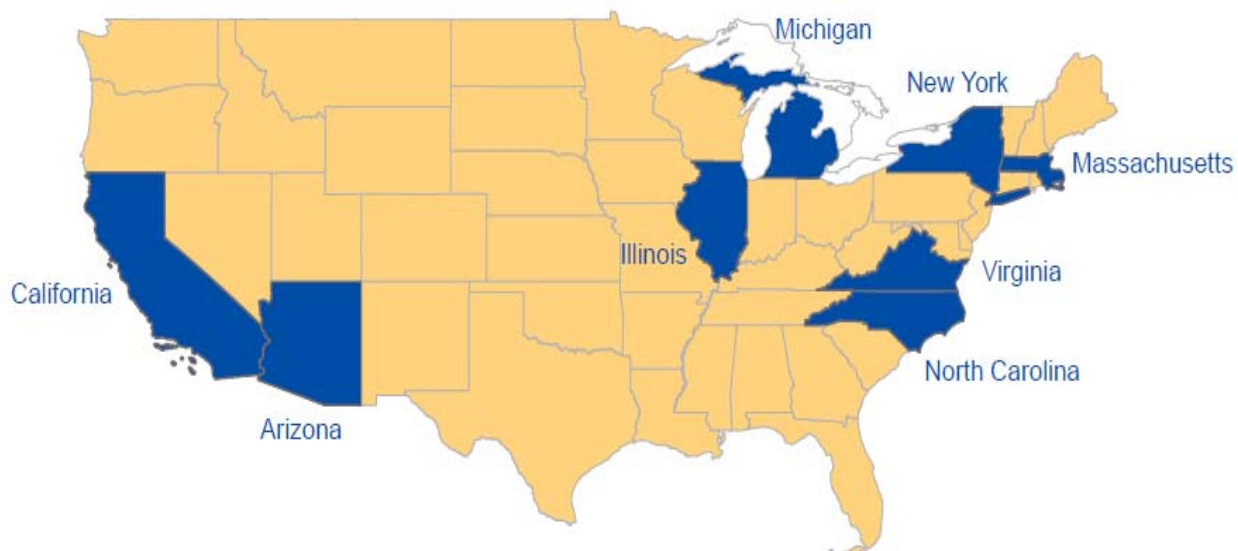 Michigan
New York
Massachusetts
Illinois
Virginia
California
North Carolina
Arizona